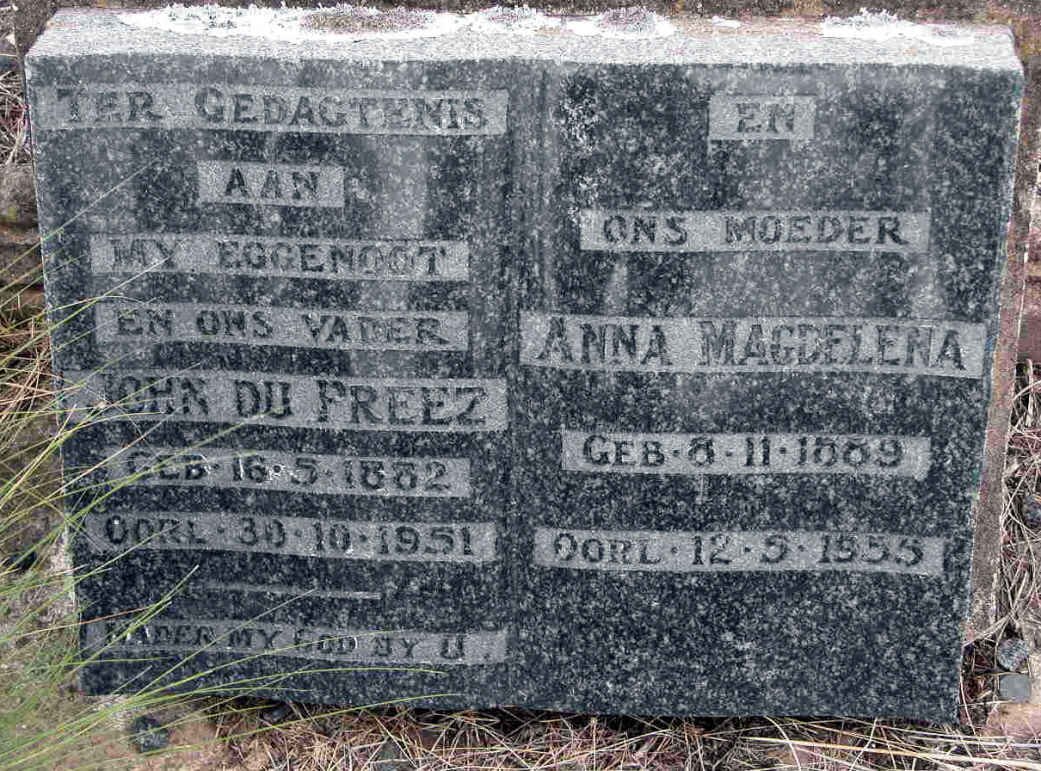 TER GEDAGTENIS
AAN
MY EGGENOOT
EN ONS VADER
JOHN DU PREEZ
GEB·16·5·1882
OORL·30·10·1951
NADER MY GOD BY U.
EN
ONS MOEDER
ANNA MAGDELENA
GEB·8·11·1889
OORL·12·5·1955